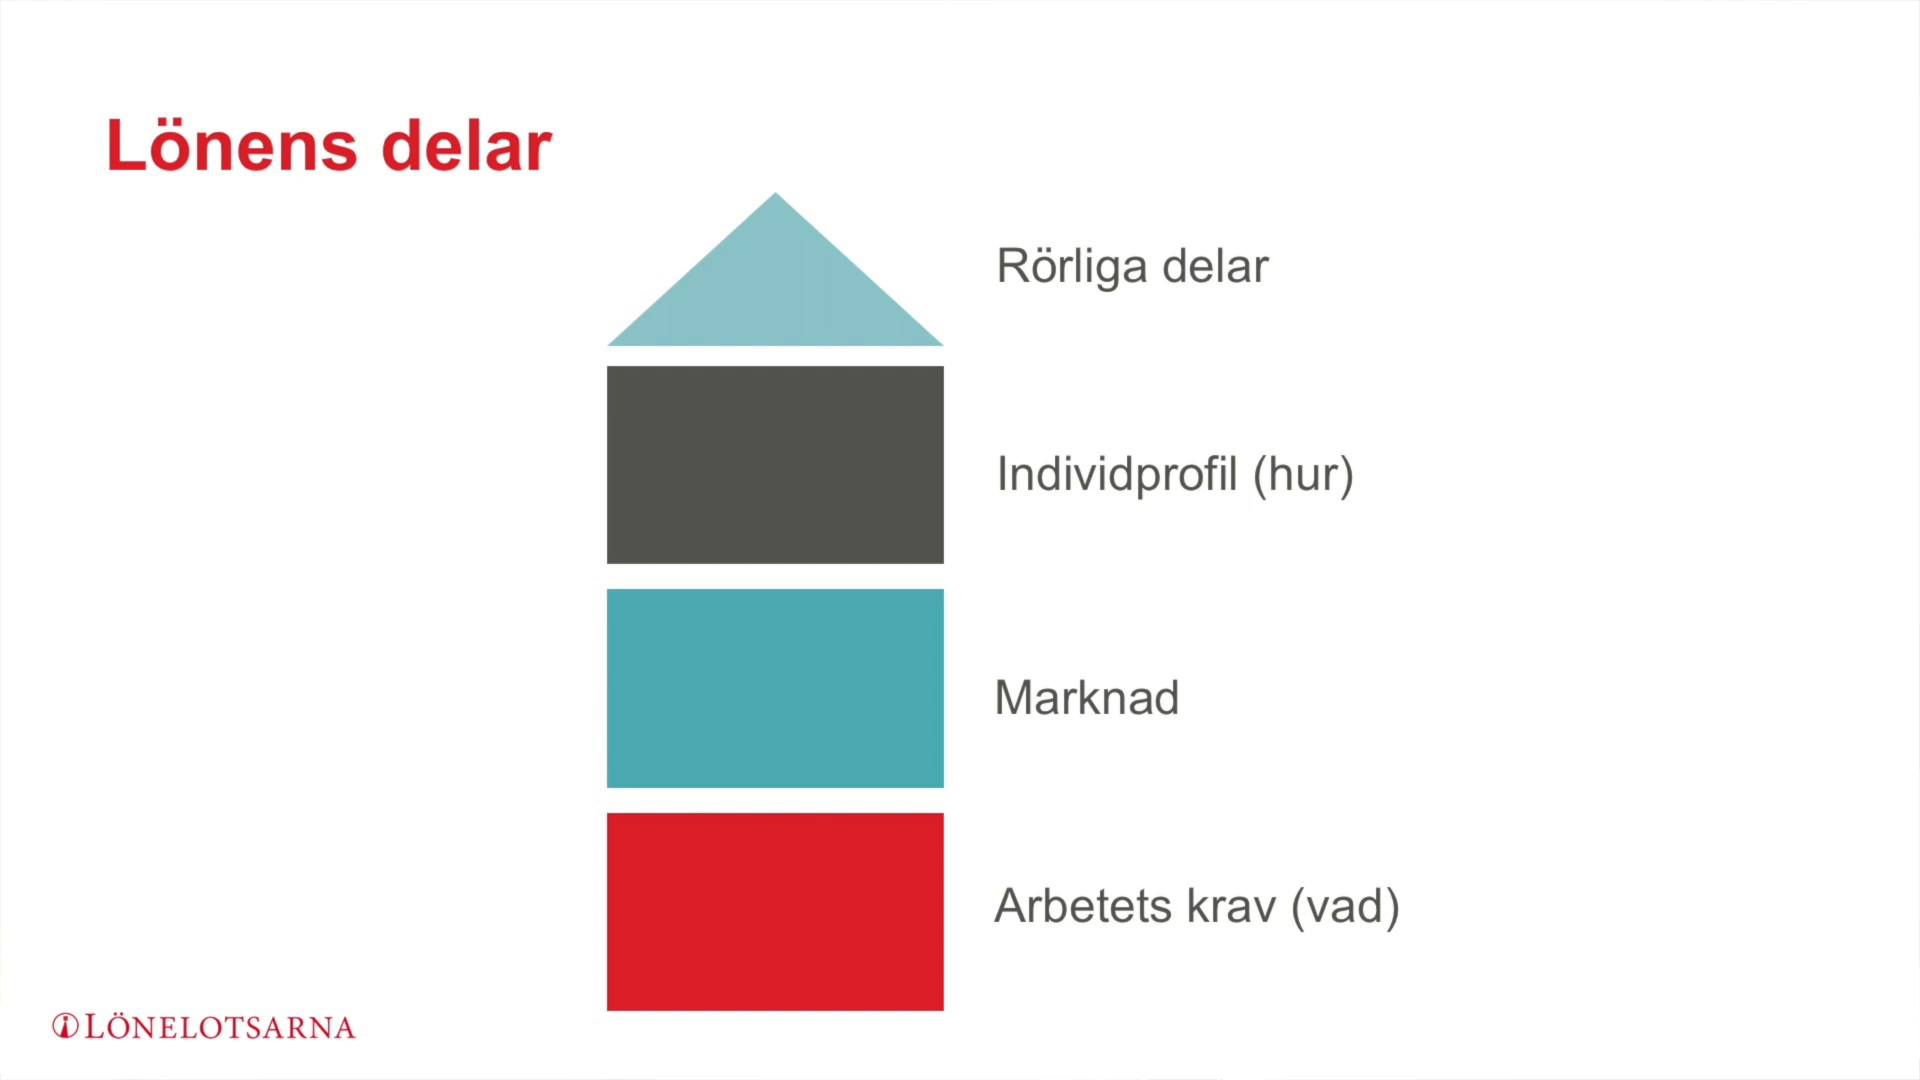 Lönens delar
Rörliga delar
Individprofil (hur)
Marknad
Arbetets krav (vad)
LÖNELOTSARNA